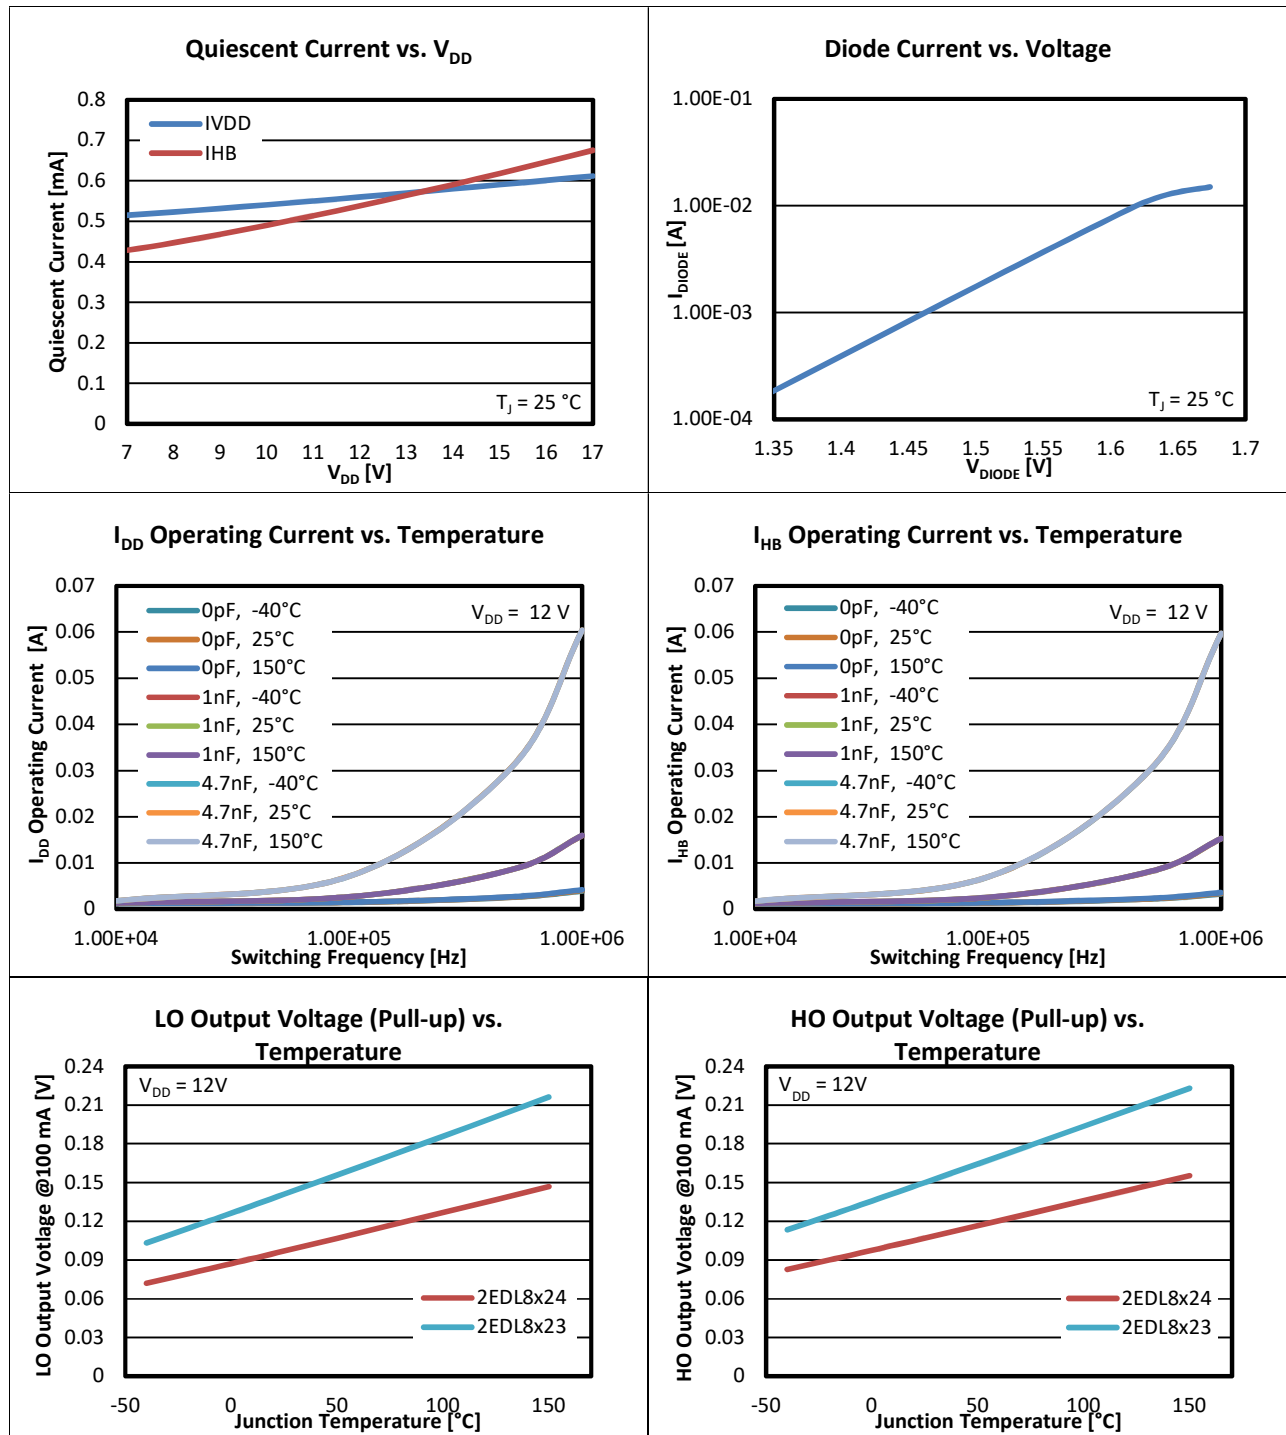 Quiescent Current vs. VDD
Quiescent Current [mA]
0.8
0.7
0.6
0.5
0.4
0.3
0.2
0.1
0
IVDD
IHB
TJ = 25 °C
7 8 9 10 11 12 13 14 15 16 17
VDD [V]
Diode Current vs. Voltage
IDIODE [A]
1.00E-01
1.00E-02
1.00E-03
1.00E-04
TJ = 25 °C
1.35 1.4 1.45 1.5 1.55 1.6 1.65 1.7
VDIODE [V]
IDD Operating Current vs. Temperature
IDD Operating Current [A]
0.07
0.06
0.05
0.04
0.03
0.02
0.01
0
0pF, -40°C
0pF, 25°C
0pF, 150°C
1nF, -40°C
1nF, 25°C
1nF, 150°C
4.7nF, -40°C
4.7nF, 25°C
4.7nF, 150°C
VDD = 12 V
1.00E+04 1.00E+05 1.00E+06
Switching Frequency [Hz]
IHB Operating Current vs. Temperature
IHB Operating Current [A]
0.07
0.06
0.05
0.04
0.03
0.02
0.01
0
0pF, -40°C
0pF, 25°C
0pF, 150°C
1nF, -40°C
1nF, 25°C
1nF, 150°C
4.7nF, -40°C
4.7nF, 25°C
4.7nF, 150°C
VDD = 12 V
1.00E+04 1.00E+05 1.00E+06
Switching Frequency [Hz]
LO Output Voltage (Pull-up) vs.
Temperature
LO Output Votlage @100 mA [V]
0.24
0.21
0.18
0.15
0.12
0.09
0.06
0.03
0
VDD = 12V
2EDL8x24
2EDL8x23
-50 0 50 100 150
Junction Temperature [°C]
HO Output Voltage (Pull-up) vs.
Temperature
HO Output Votlage @100 mA [V]
0.24
0.21
0.18
0.15
0.12
0.09
0.06
0.03
0
VDD = 12V
2EDL8x24
2EDL8x23
-50 0 50 100 150
Junction Temperature [°C]